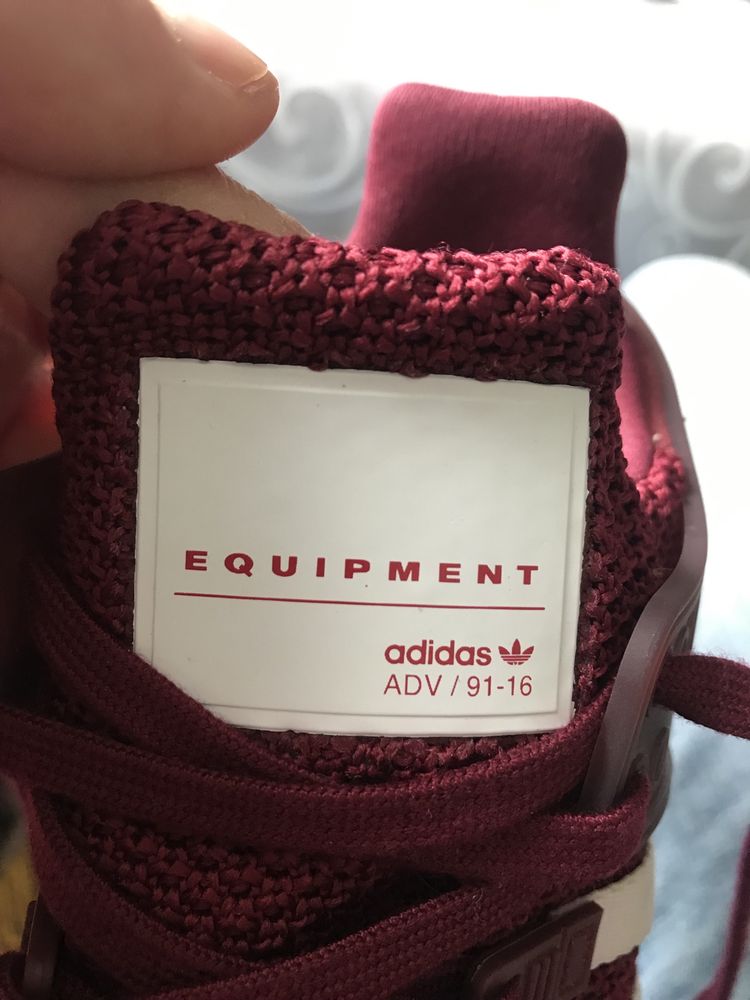 EQUIPMENT
adidas
ADV / 91-16